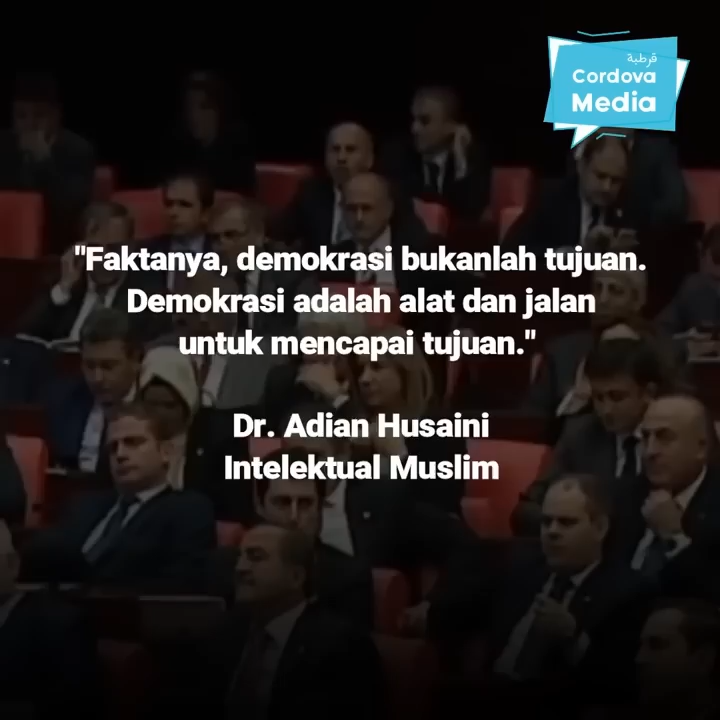 قرطبة
Cordova
Media
"Faktanya, demokrasi bukanlah tujuan.
Demokrasi adalah alat dan jalan
untuk mencapai tujuan."
Dr. Adian Husaini
Intelektual Muslim